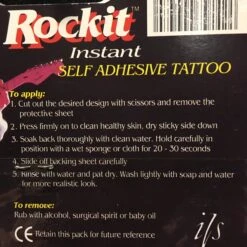 Rockit™
Instant
SELF ADHESIVE TATTOO
To apply:
1. Cut out the desired design with scissors and remove the
protective sheet
2. Press firmly on to clean healthy skin, dry sticky side down
3. Soak back thoroughly with clean water. Hold carefully in
position with a wet sponge or cloth for 20 - 30 seconds
4. Slide off backing sheet carefully
5. Rinse with water and pat dry. Wash lightly with soap and water
for more realistic look.
To remove:
Rub with alcohol, surgical spirit or baby oil
CE Retain this pack for future reference